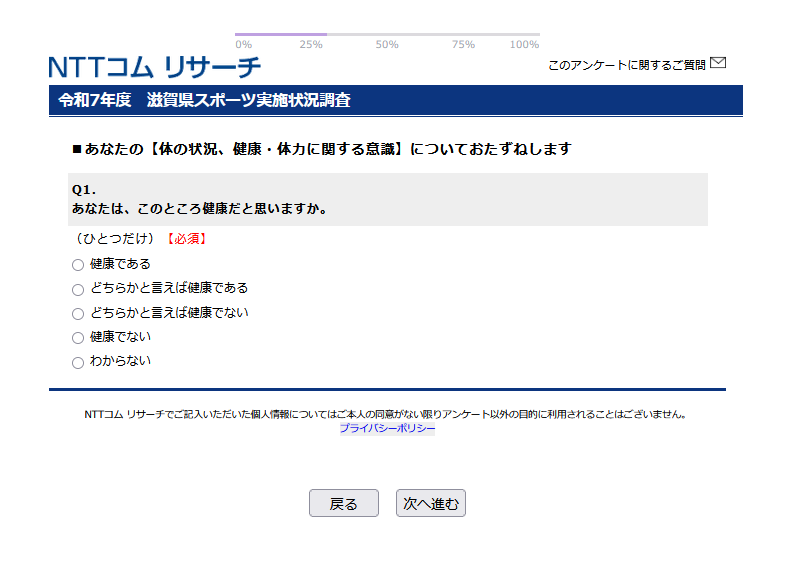 0% 25% 50% 75% 100%
NTTコム リサーチ
このアンケートに関するご質問
令和7年度　滋賀県スポーツ実施状況調査
■あなたの【体の状況、健康・体力に関する意識】についておたずねします
Q1.
あなたは、このところ健康だと思いますか。
（ひとつだけ）【必須】
健康である
どちらかと言えば健康である
どちらかと言えば健康でない
健康でない
わからない
NTTコム リサーチでご記入いただいた個人情報についてはご本人の同意がない限りアンケート以外の目的に利用されることはございません。
プライバシーポリシー
戻る 次へ進む